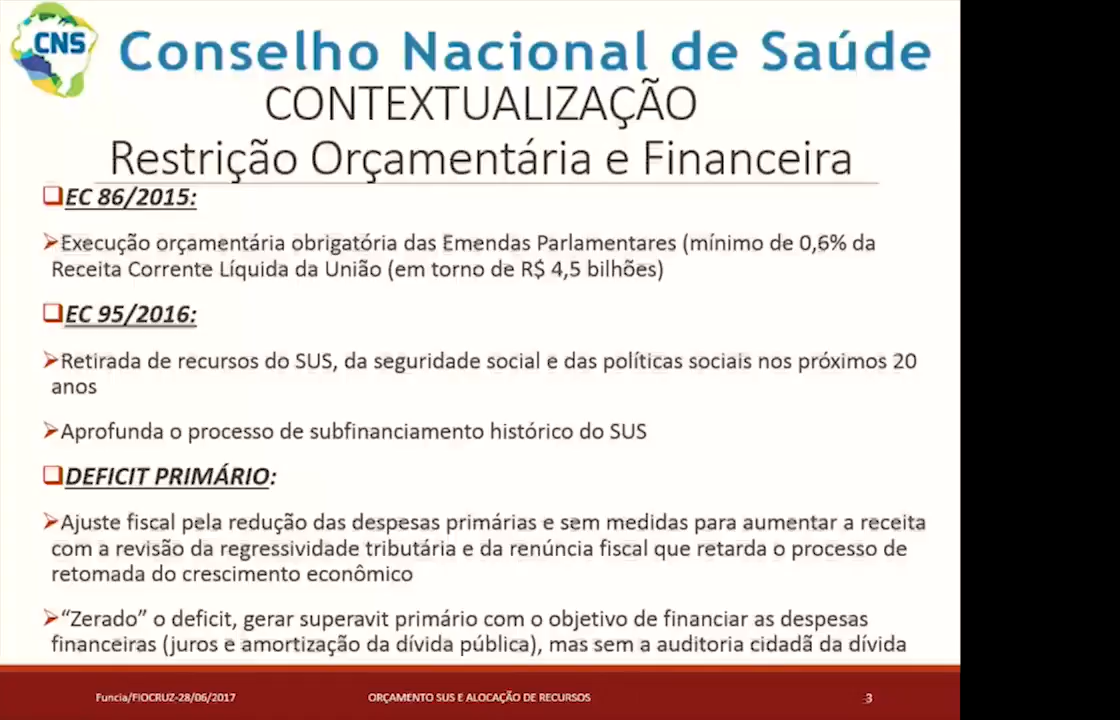 CNS
Conselho Nacional de Saúde
CONTEXTUALIZAÇÃO
Restrição Orçamentária e Financeira
EC 86/2015:
Execução orçamentária obrigatória das Emendas Parlamentares (mínimo de 0,6% da
Receita Corrente Líquida da União (em torno de R$ 4,5 bilhões)
EC 95/2016:
Retirada de recursos do SUS, da seguridade social e das políticas sociais nos próximos 20
anos
Aprofunda o processo de subfinanciamento histórico do SUS
DEFICIT PRIMÁRIO:
Ajuste fiscal pela redução das despesas primárias e sem medidas para aumentar a receita
com a revisão da regressividade tributária e da renúncia fiscal que retarda o processo de
retomada do crescimento econômico
“Zerado” o deficit, gerar superavit primário com o objetivo de financiar as despesas
financeiras (juros e amortização da dívida pública), mas sem a auditoria cidadã da dívida
Funcia/FIOCRUZ-28/06/2017
ORÇAMENTO SUS E ALOCAÇÃO DE RECURSOS
3